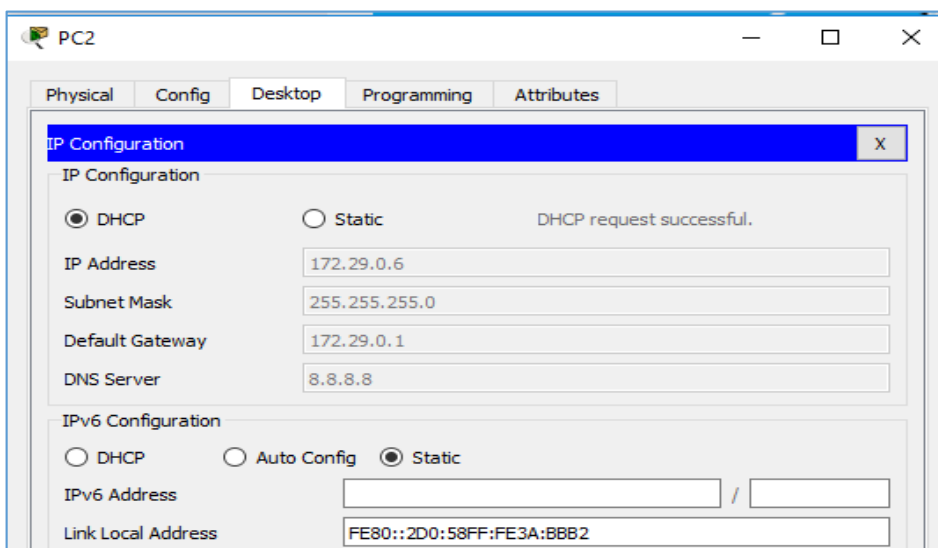 PC2
Physical Config Desktop Programming Attributes
IP Configuration X
IP Configuration
DHCP Static DHCP request successful.
IP Address 172.29.0.6
Subnet Mask 255.255.255.0
Default Gateway 172.29.0.1
DNS Server 8.8.8.8
IPv6 Configuration
DHCP Auto Config Static
IPv6 Address /
Link Local Address FE80::2D0:58FF:FE3A:BBB2